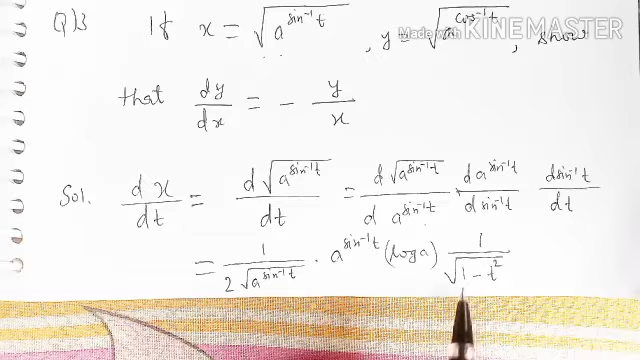 Q)3 If x = √(a^(sin⁻¹t)), y = √(a^(cos⁻¹t)), show
Made with KINEMASTER
that dy/dx = - y/x
Sol. dx/dt = d√(a^(sin⁻¹t))/dt = d√(a^(sin⁻¹t))/d a^(sin⁻¹t) · d a^(sin⁻¹t)/d sin⁻¹t · d sin⁻¹t/dt
= 1/(2√(a^(sin⁻¹t))) · a^(sin⁻¹t) (log a) 1/√(1-t²)